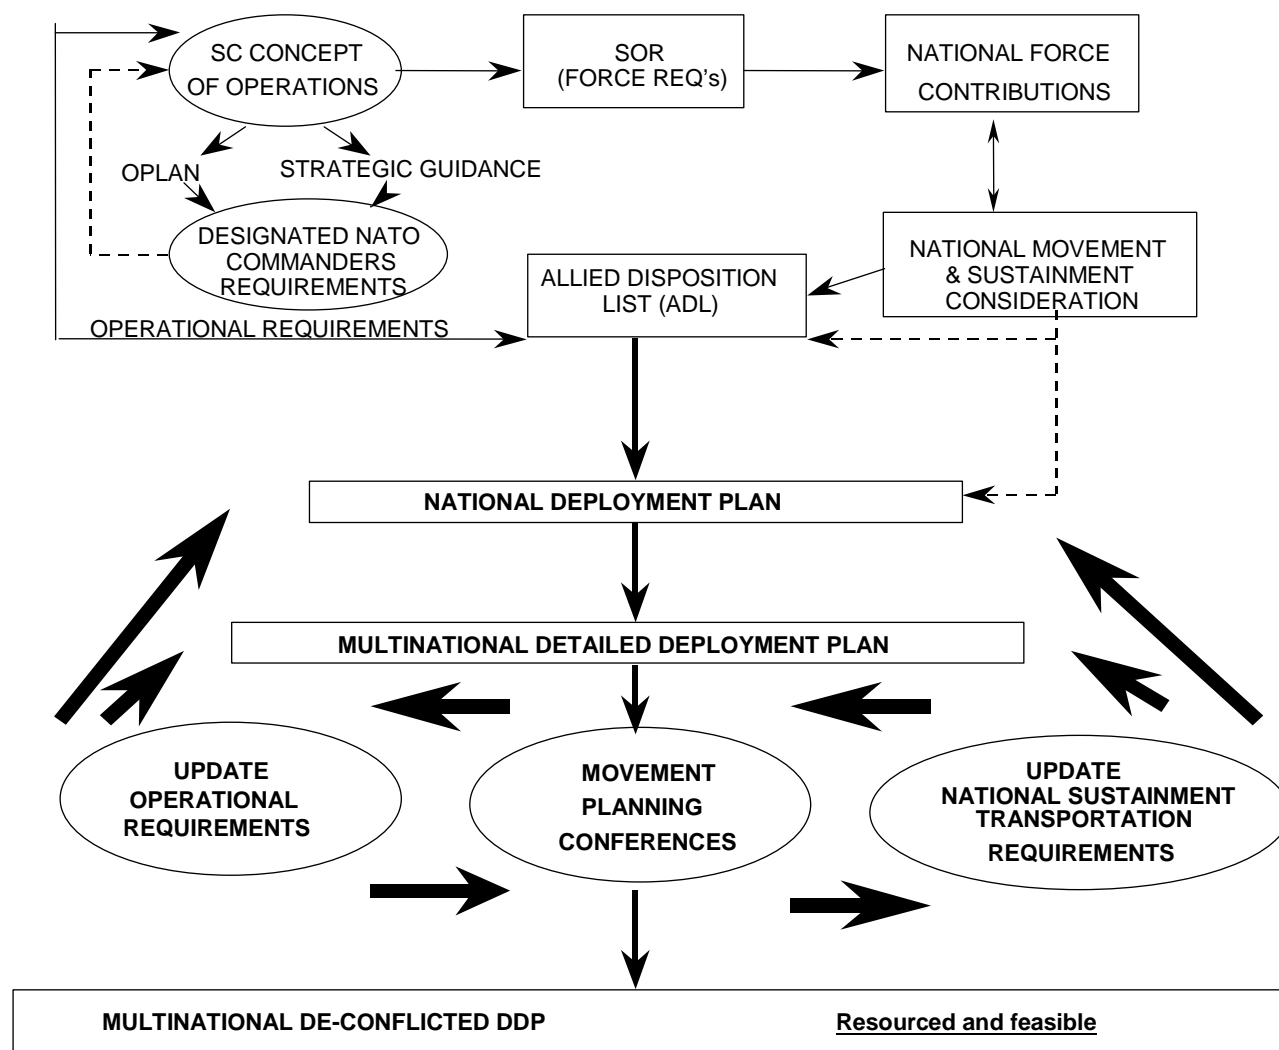 SC CONCEPT
OF OPERATIONS
SOR
(FORCE REQ's)
NATIONAL FORCE
CONTRIBUTIONS
OPLAN
STRATEGIC GUIDANCE
DESIGNATED NATO
COMMANDERS
REQUIREMENTS
ALLIED DISPOSITION
LIST (ADL)
NATIONAL MOVEMENT
& SUSTAINMENT
CONSIDERATION
OPERATIONAL REQUIREMENTS
NATIONAL DEPLOYMENT PLAN
MULTINATIONAL DETAILED DEPLOYMENT PLAN
UPDATE
OPERATIONAL
REQUIREMENTS
MOVEMENT
PLANNING
CONFERENCES
UPDATE
NATIONAL SUSTAINMENT
TRANSPORTATION
REQUIREMENTS
MULTINATIONAL DE-CONFLICTED DDP
Resourced and feasible